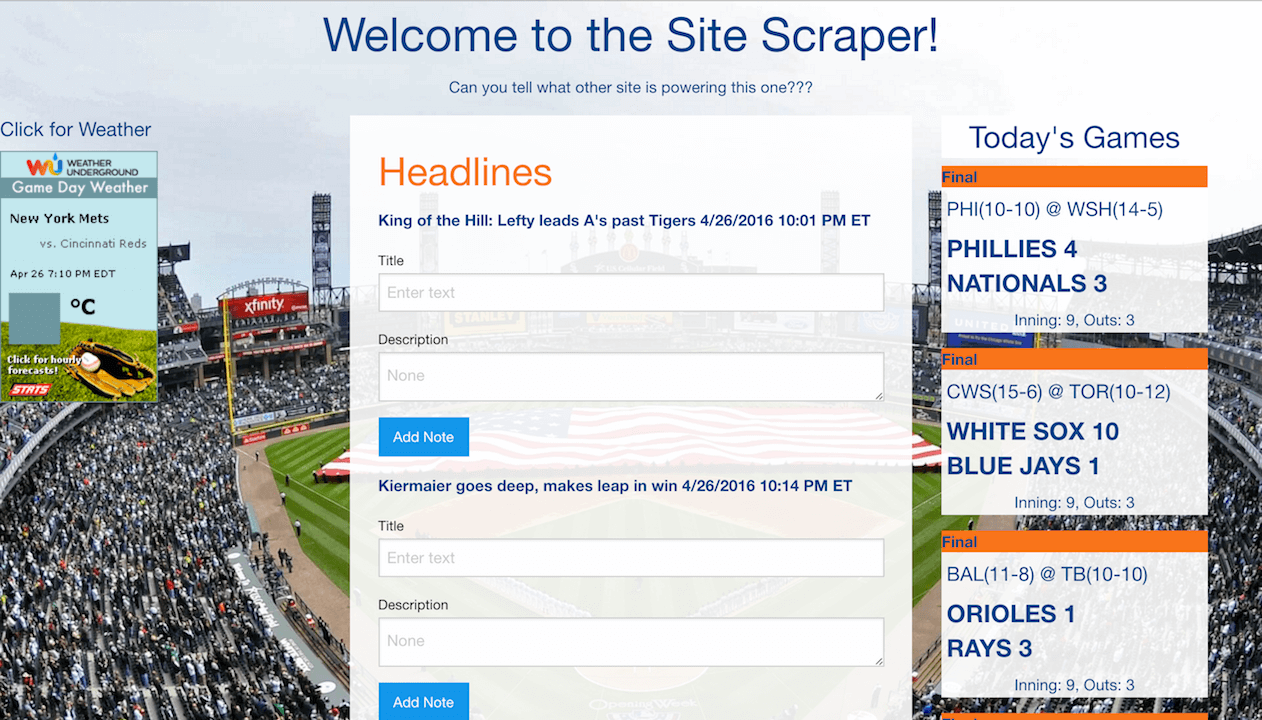 Welcome to the Site Scraper!
Can you tell what other site is powering this one???
Click for Weather
WU WEATHER
UNDERGROUND
Game Day Weather
New York Mets
vs. Cincinnati Reds
Apr 26 7:10 PM EDT
°C
Click for hourly
forecasts!
STATS
xfinity
Headlines
King of the Hill: Lefty leads A's past Tigers 4/26/2016 10:01 PM ET
Title
Enter text
Description
None
Add Note
Kiermaier goes deep, makes leap in win 4/26/2016 10:14 PM ET
Title
Enter text
Description
None
Add Note
Today's Games
Final
PHI(10-10) @ WSH(14-5)
PHILLIES 4
NATIONALS 3
Inning: 9, Outs: 3
Final
CWS(15-6) @ TOR(10-12)
WHITE SOX 10
BLUE JAYS 1
Inning: 9, Outs: 3
Final
BAL(11-8) @ TB(10-10)
ORIOLES 1
RAYS 3
Inning: 9, Outs: 3
STANLEY
UNITED
Opening Week